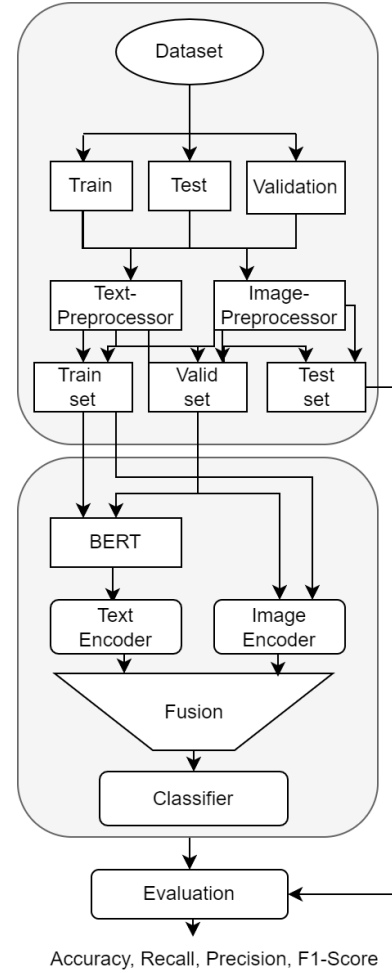 Dataset
Train
Test
Validation
Text-
Preprocessor
Image-
Preprocessor
Train
set
Valid
set
Test
set
BERT
Text
Encoder
Image
Encoder
Fusion
Classifier
Evaluation
Accuracy, Recall, Precision, F1-Score